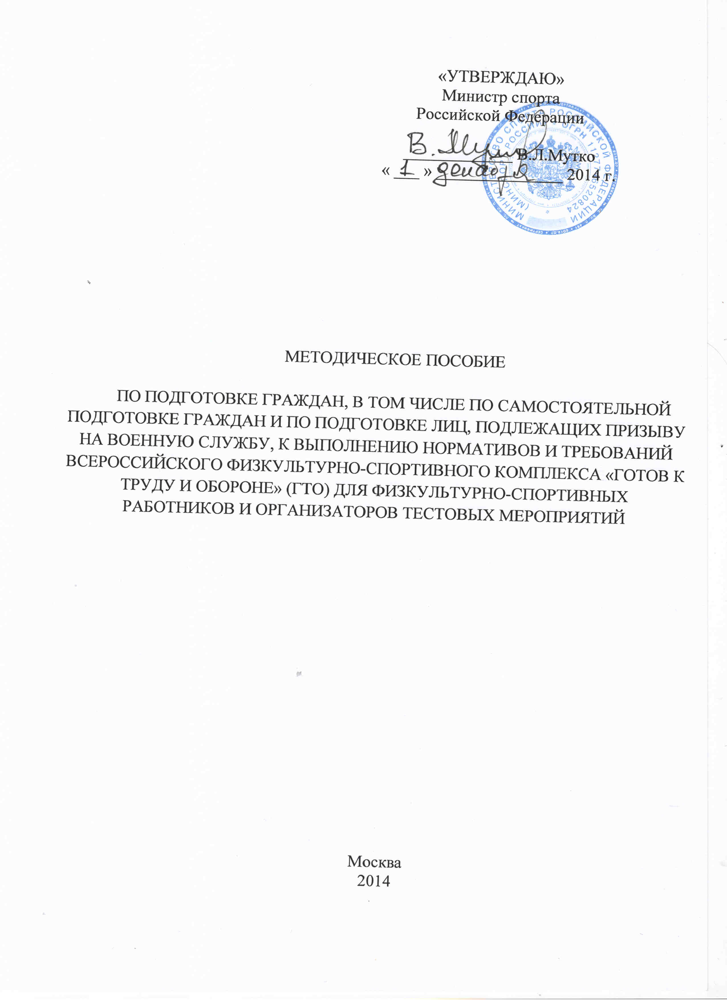 «УТВЕРЖДАЮ»
Министр спорта
Российской Федерации
В. Мутко В.Л.Мутко
« 1 » декабря 2014 г.
МИНИСТЕРСТВО СПОРТА РОССИЙСКОЙ ФЕДЕРАЦИИ
(МИНСПОРТ РОССИИ) * ОГРН 1127746520824 *
МЕТОДИЧЕСКОЕ ПОСОБИЕ
ПО ПОДГОТОВКЕ ГРАЖДАН, В ТОМ ЧИСЛЕ ПО САМОСТОЯТЕЛЬНОЙ
ПОДГОТОВКЕ ГРАЖДАН И ПО ПОДГОТОВКЕ ЛИЦ, ПОДЛЕЖАЩИХ ПРИЗЫВУ
НА ВОЕННУЮ СЛУЖБУ, К ВЫПОЛНЕНИЮ НОРМАТИВОВ И ТРЕБОВАНИЙ
ВСЕРОССИЙСКОГО ФИЗКУЛЬТУРНО-СПОРТИВНОГО КОМПЛЕКСА «ГОТОВ К
ТРУДУ И ОБОРОНЕ» (ГТО) ДЛЯ ФИЗКУЛЬТУРНО-СПОРТИВНЫХ
РАБОТНИКОВ И ОРГАНИЗАТОРОВ ТЕСТОВЫХ МЕРОПРИЯТИЙ
Москва
2014